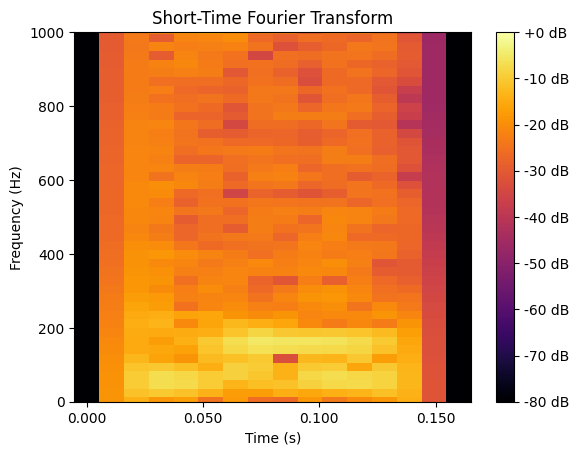 Short-Time Fourier Transform
1000
800
600
400
200
0
Frequency (Hz)
0.000
0.050
0.100
0.150
Time (s)
+0 dB
-10 dB
-20 dB
-30 dB
-40 dB
-50 dB
-60 dB
-70 dB
-80 dB